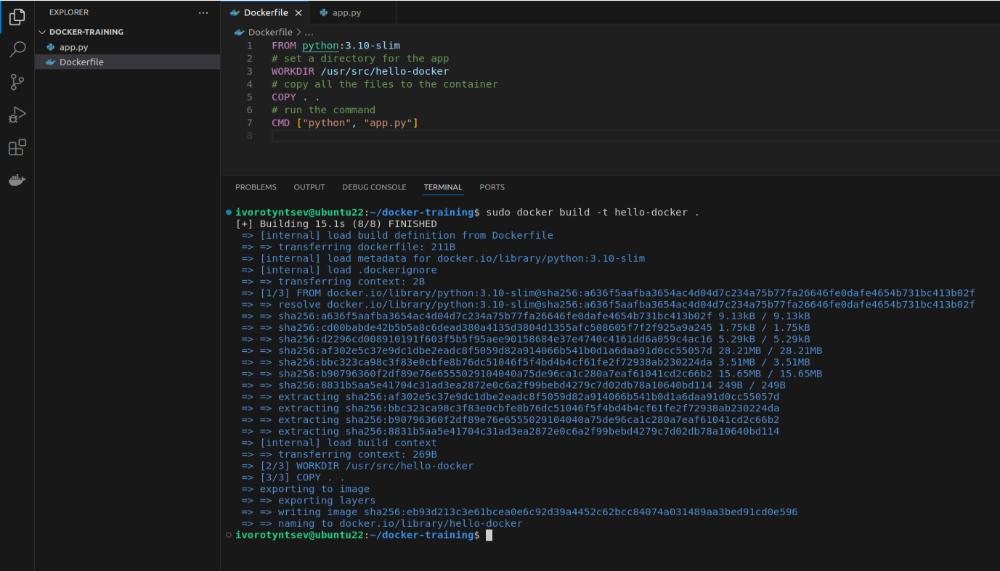 EXPLORER
DOCKER-TRAINING
app.py
Dockerfile
Dockerfile
app.py
Dockerfile > ...
1 FROM python:3.10-slim
2 # set a directory for the app
3 WORKDIR /usr/src/hello-docker
4 # copy all the files to the container
5 COPY . .
6 # run the command
7 CMD ["python", "app.py"]
8
PROBLEMS OUTPUT DEBUG CONSOLE TERMINAL PORTS
ivorotyntsev@ubuntu22:~/docker-training$ sudo docker build -t hello-docker .
[+] Building 15.1s (8/8) FINISHED
=> [internal] load build definition from Dockerfile
=> => transferring dockerfile: 211B
=> [internal] load metadata for docker.io/library/python:3.10-slim
=> [internal] load .dockerignore
=> => transferring context: 2B
=> [1/3] FROM docker.io/library/python:3.10-slim@sha256:a636f5aafba3654ac4d04d7c234a75b77fa26646fe0dafe4654b731bc413b02f
=> => resolve docker.io/library/python:3.10-slim@sha256:a636f5aafba3654ac4d04d7c234a75b77fa26646fe0dafe4654b731bc413b02f
=> => sha256:a636f5aafba3654ac4d04d7c234a75b77fa26646fe0dafe4654b731bc413b02f 9.13kB / 9.13kB
=> => sha256:cd00babde42b5b5a8c6dead380a4135d3804d1355afc508605f7f2f925a9a245 1.75kB / 1.75kB
=> => sha256:d2296cd008910191f603f5b5f95aee90158684e37e4740c4161dd6a059c4ac16 5.29kB / 5.29kB
=> => sha256:af302e5c37e9dc1dbe2eadc8f5059d82a914066b541b0d1a6daa91d0cc55057d 28.21MB / 28.21MB
=> => sha256:bbc323ca98c3f83e0cbfe8b76dc51046f5f4bd4b4cf61fe2f72938ab230224da 3.51MB / 3.51MB
=> => sha256:b90796360f2df89e76e6555029104040a75de96ca1c280a7eaf61041cd2c66b2 15.65MB / 15.65MB
=> => sha256:8831b5aa5e41704c31ad3ea2872e0c6a2f99bebd4279c7d02db78a10640bd114 249B / 249B
=> => extracting sha256:af302e5c37e9dc1dbe2eadc8f5059d82a914066b541b0d1a6daa91d0cc55057d
=> => extracting sha256:bbc323ca98c3f83e0cbfe8b76dc51046f5f4bd4b4cf61fe2f72938ab230224da
=> => extracting sha256:b90796360f2df89e76e6555029104040a75de96ca1c280a7eaf61041cd2c66b2
=> => extracting sha256:8831b5aa5e41704c31ad3ea2872e0c6a2f99bebd4279c7d02db78a10640bd114
=> [internal] load build context
=> => transferring context: 269B
=> [2/3] WORKDIR /usr/src/hello-docker
=> [3/3] COPY . .
=> exporting to image
=> => exporting layers
=> => writing image sha256:eb93d213c3e61bcea0e6c92d39a4452c62bcc84074a031489aa3bed91cd0e596
=> => naming to docker.io/library/hello-docker
ivorotyntsev@ubuntu22:~/docker-training$